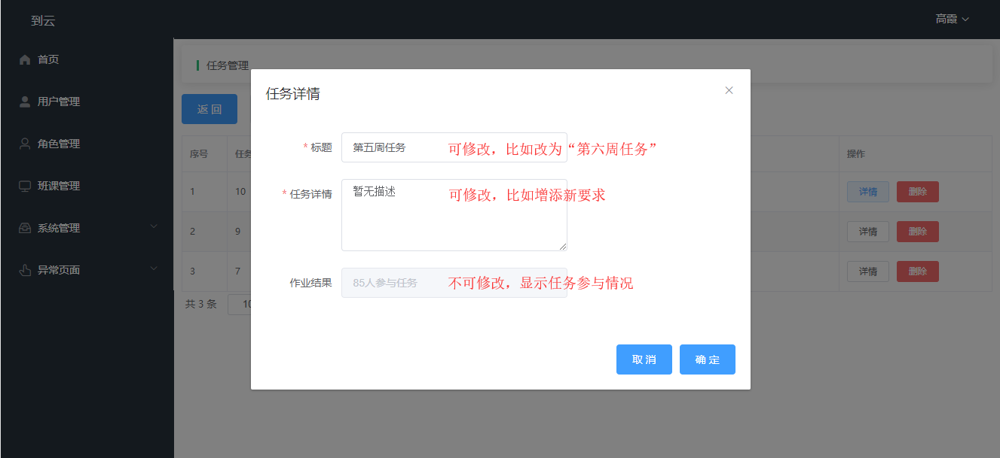 到云
高霞
首页
用户管理
角色管理
班课管理
系统管理
异常页面
任务管理
返 回
序号 任务 操作
1 10 详情 删除
2 9 详情 删除
3 7 详情 删除
共 3 条 10
任务详情
* 标题 第五周任务 可修改，比如改为“第六周任务”
* 任务详情 暂无描述 可修改，比如增添新要求
作业结果 85人参与任务 不可修改，显示任务参与情况
取 消 确 定